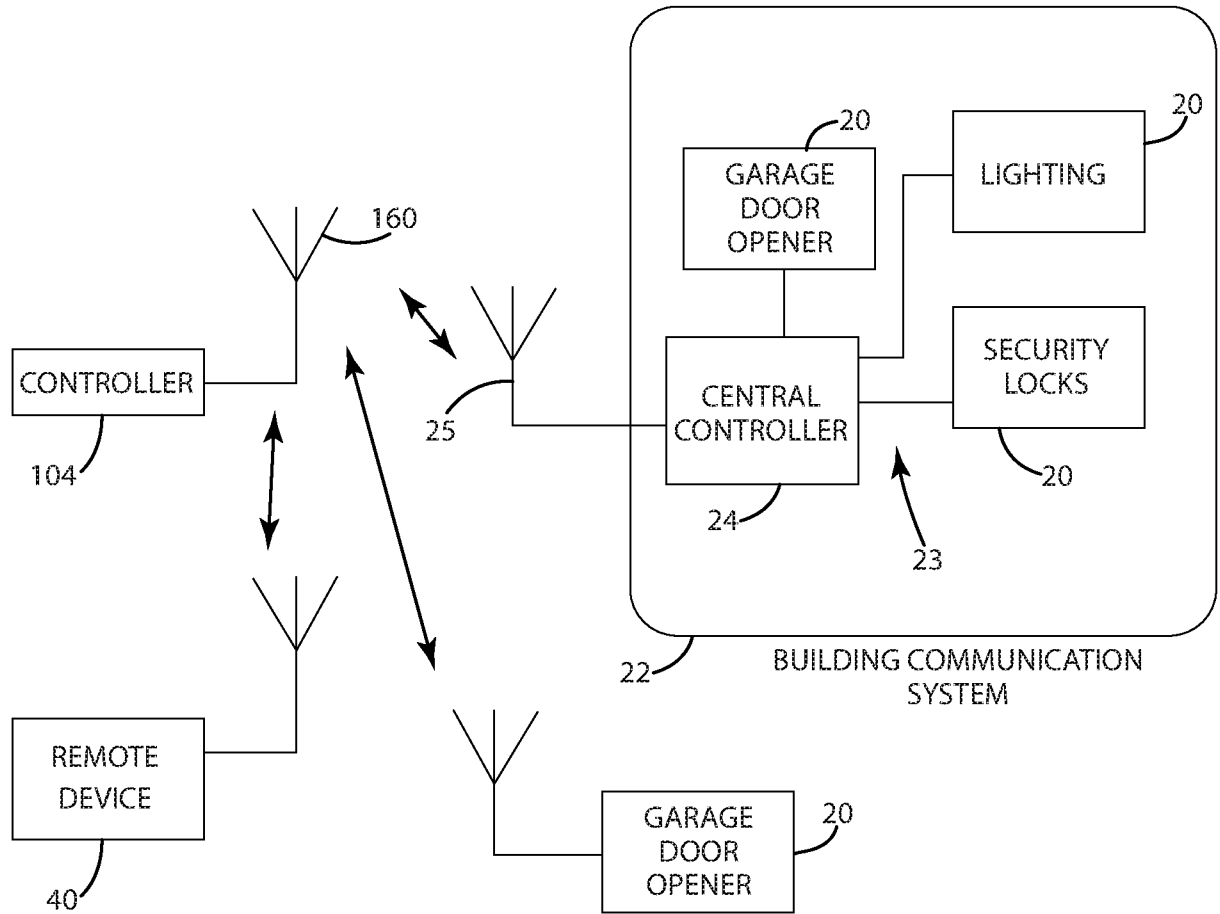 20
20
GARAGE
DOOR
OPENER
LIGHTING
160
CONTROLLER
SECURITY
LOCKS
CENTRAL
CONTROLLER
25
104
20
24
23
22
BUILDING COMMUNICATION
SYSTEM
REMOTE
DEVICE
GARAGE
DOOR
OPENER
20
40